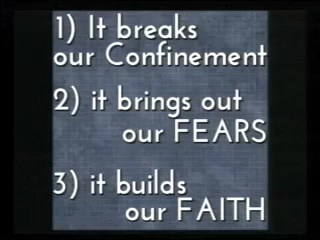 1) It breaks
our Confinement
2) it brings out
our FEARS
3) it builds
our FAITH